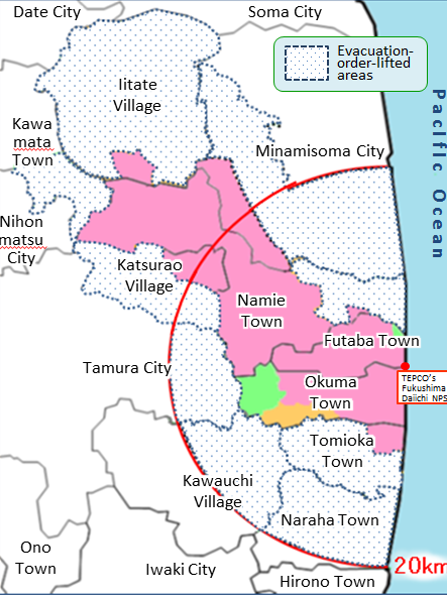 Date City
Soma City
Evacuation-
order-lifted
areas
Iitate
Village
Pacific Ocean
Kawa
mata
Town
Minamisoma City
Nihon
matsu
City
Katsurao
Village
Namie
Town
Futaba Town
Tamura City
Okuma
Town
TEPCO's
Fukushima
Daiichi NPS
Tomioka
Town
Kawauchi
Village
Naraha Town
Ono
Town
Iwaki City
20km
Hirono Town